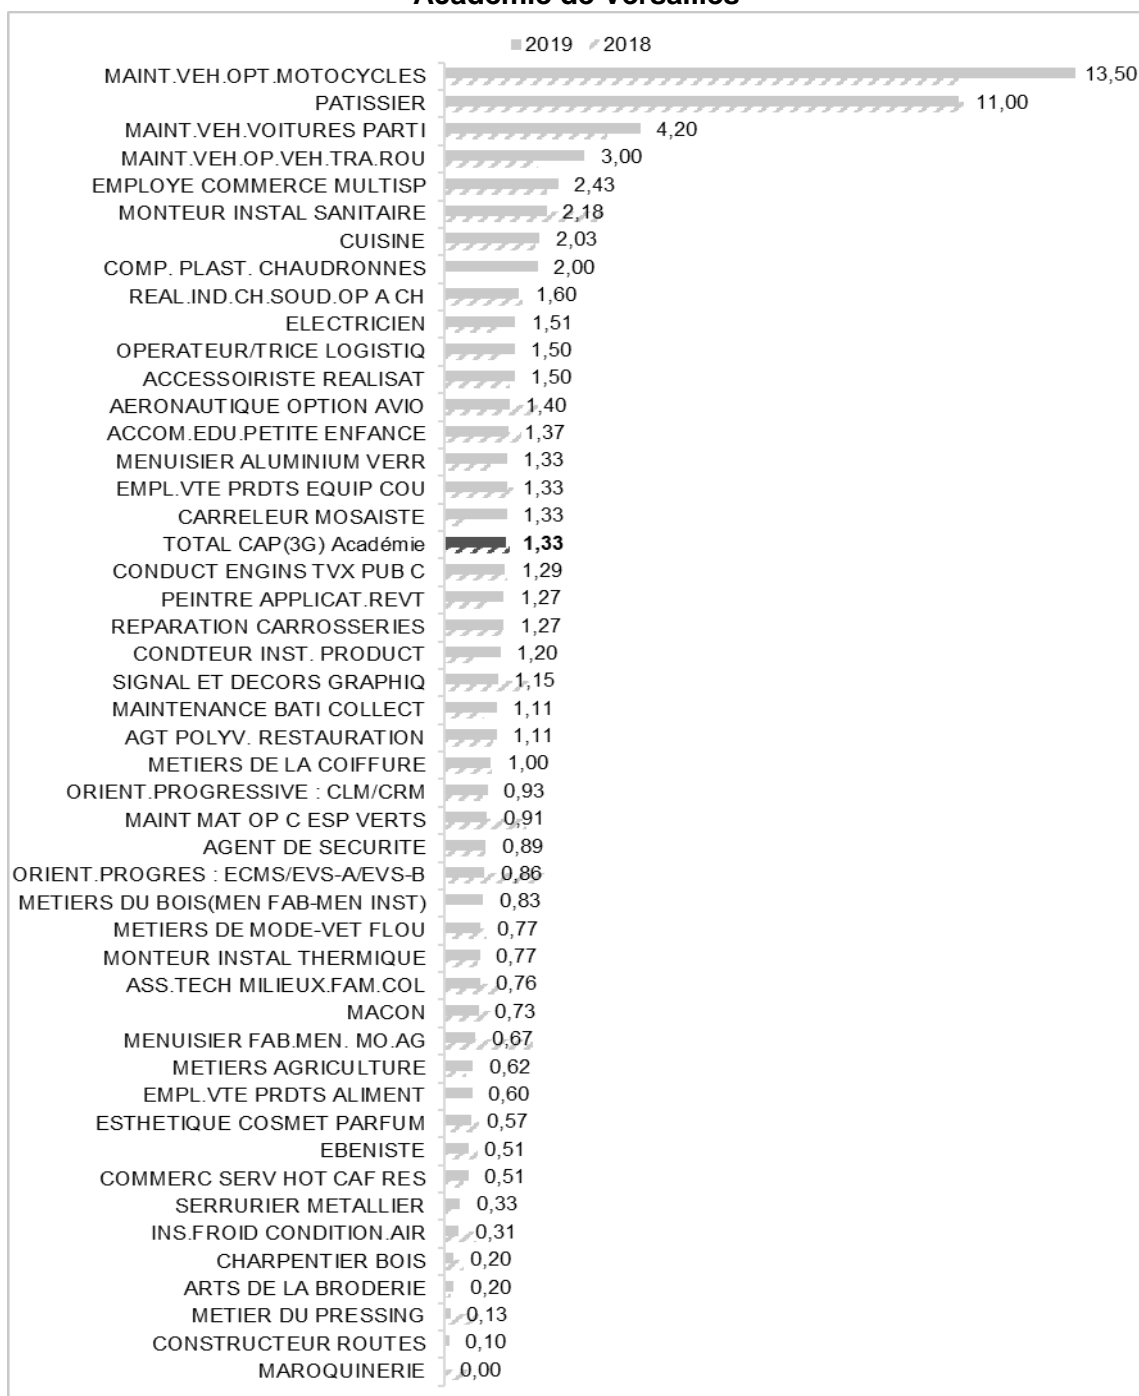 Académie de Versailles
2019 2018
MAINT.VEH.OPT.MOTOCYCLES 13,50
PATISSIER 11,00
MAINT.VEH.VOITURES PARTI 4,20
MAINT.VEH.OP.VEH.TRA.ROU 3,00
EMPLOYE COMMERCE MULTISP 2,43
MONTEUR INSTAL SANITAIRE 2,18
CUISINE 2,03
COMP. PLAST. CHAUDRONNES 2,00
REAL.IND.CH.SOUD.OP A CH 1,60
ELECTRICIEN 1,51
OPERATEUR/TRICE LOGISTIQ 1,50
ACCESSOIRISTE REALISAT 1,50
AERONAUTIQUE OPTION AVIO 1,40
ACCOM.EDU.PETITE ENFANCE 1,37
MENUISIER ALUMINIUM VERR 1,33
EMPL.VTE PRDTS EQUIP COU 1,33
CARRELEUR MOSAISTE 1,33
TOTAL CAP(3G) Académie 1,33
CONDUCT ENGINS TVX PUB C 1,29
PEINTRE APPLICAT.REVT 1,27
REPARATION CARROSSERIES 1,27
CONDTEUR INST. PRODUCT 1,20
SIGNAL ET DECORS GRAPHIQ 1,15
MAINTENANCE BATI COLLECT 1,11
AGT POLYV. RESTAURATION 1,11
METIERS DE LA COIFFURE 1,00
ORIENT.PROGRESSIVE : CLM/CRM 0,93
MAINT MAT OP C ESP VERTS 0,91
AGENT DE SECURITE 0,89
ORIENT.PROGRES : ECMS/EVS-A/EVS-B 0,86
METIERS DU BOIS(MEN FAB-MEN INST) 0,83
METIERS DE MODE-VET FLOU 0,77
MONTEUR INSTAL THERMIQUE 0,77
ASS.TECH MILIEUX.FAM.COL 0,76
MACON 0,73
MENUISIER FAB.MEN. MO.AG 0,67
METIERS AGRICULTURE 0,62
EMPL.VTE PRDTS ALIMENT 0,60
ESTHETIQUE COSMET PARFUM 0,57
EBENISTE 0,51
COMMERC SERV HOT CAF RES 0,51
SERRURIER METALLIER 0,33
INS.FROID CONDITION.AIR 0,31
CHARPENTIER BOIS 0,20
ARTS DE LA BRODERIE 0,20
METIER DU PRESSING 0,13
CONSTRUCTEUR ROUTES 0,10
MAROQUINERIE 0,00